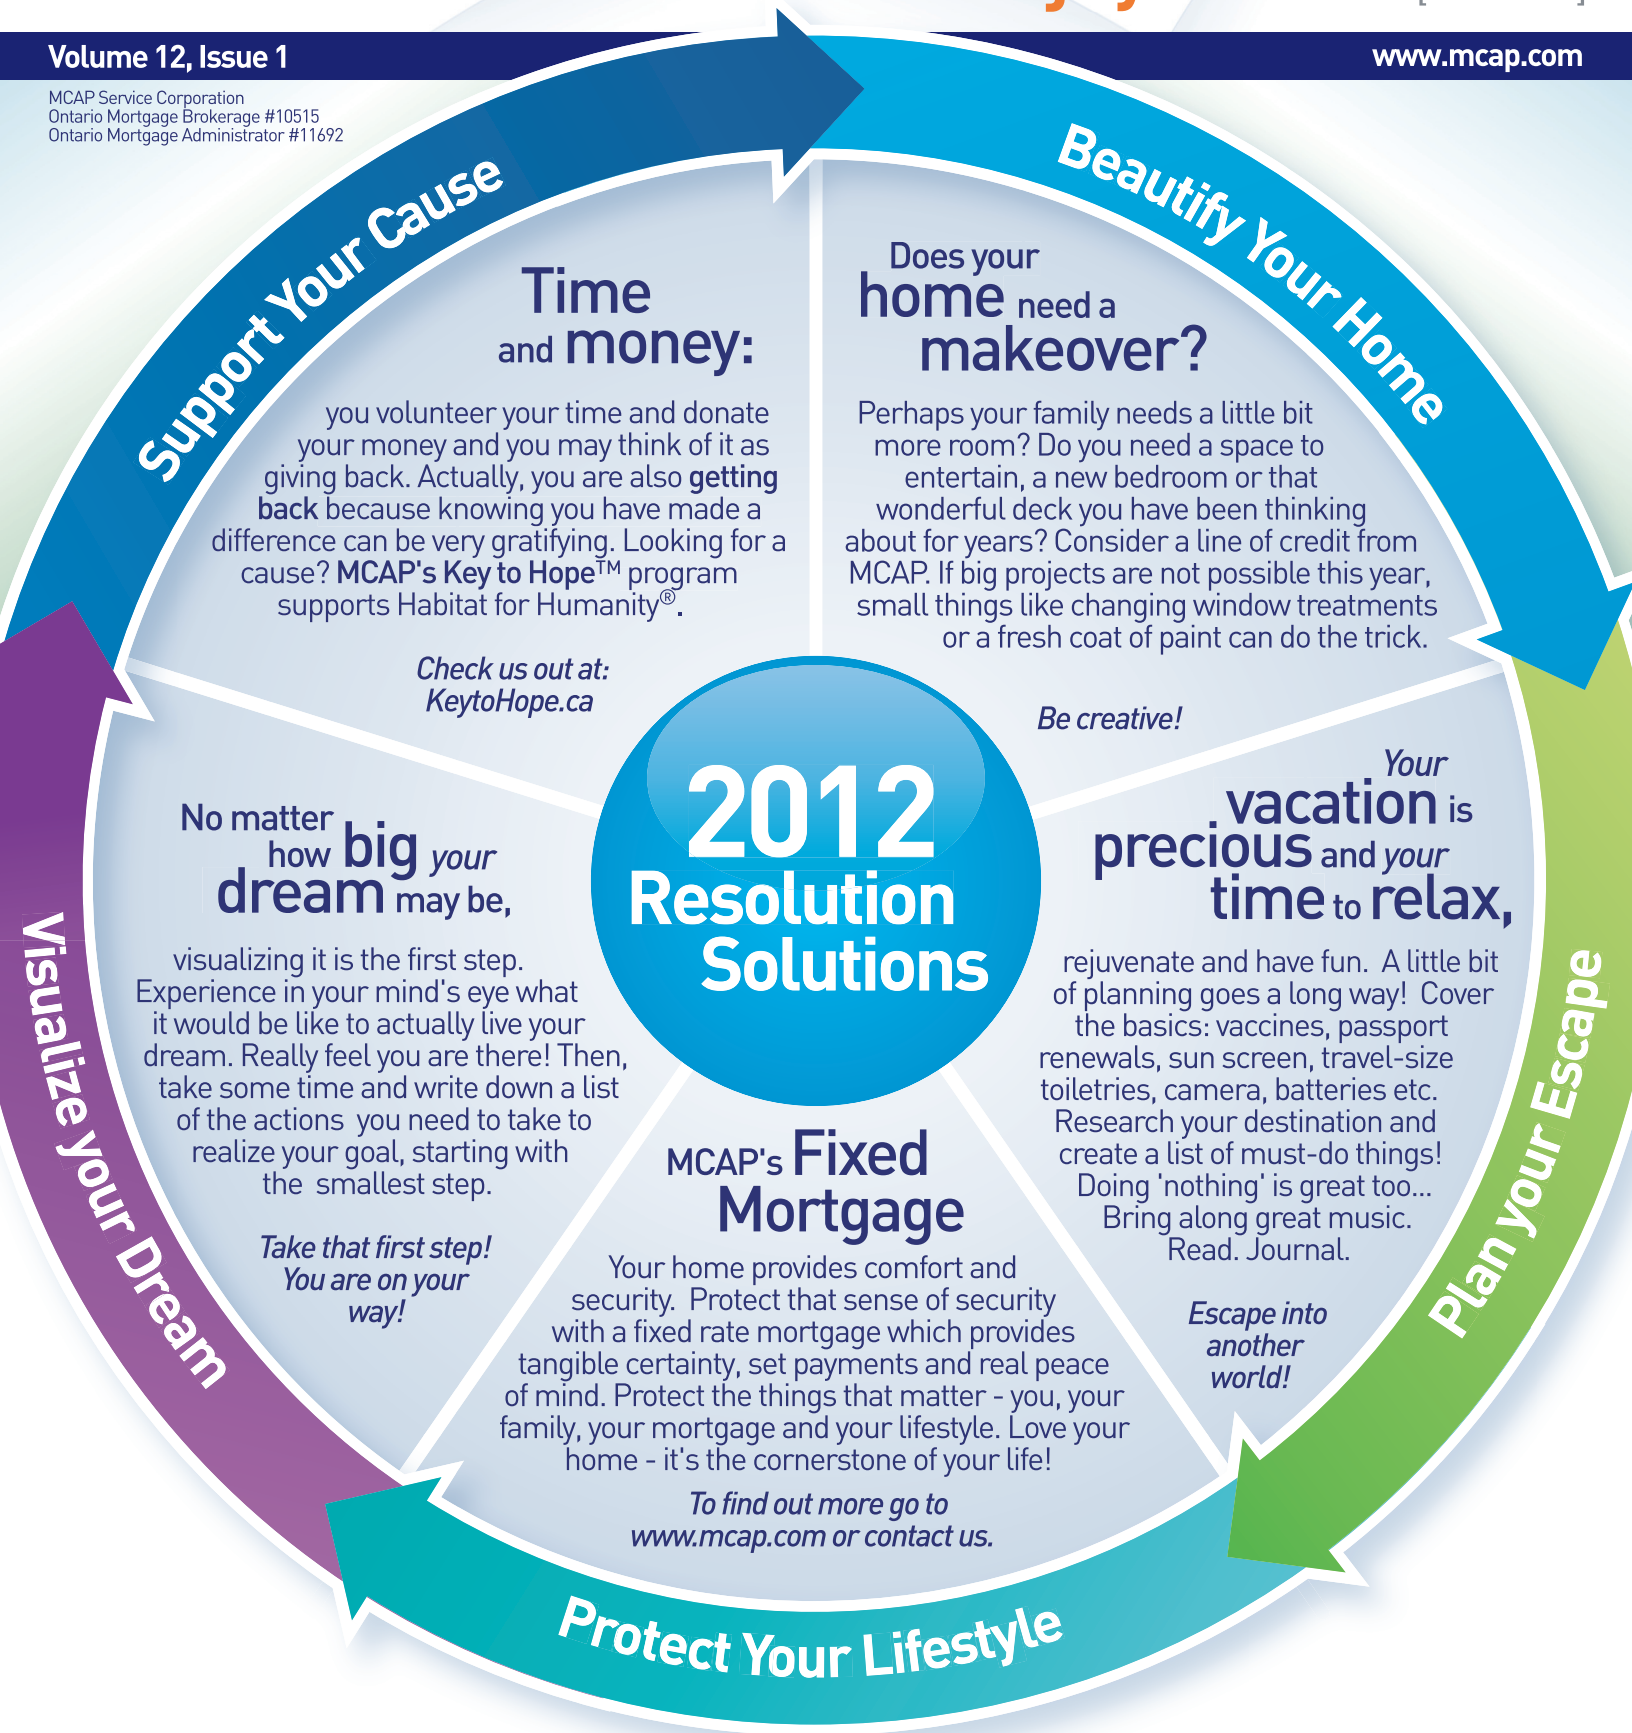 Volume 12, Issue 1
www.mcap.com
MCAP Service Corporation
Ontario Mortgage Brokerage #10515
Ontario Mortgage Administrator #11692
Support Your Cause
Time
and money:
you volunteer your time and donate
your money and you may think of it as
giving back. Actually, you are also getting
back because knowing you have made a
difference can be very gratifying. Looking for a
cause? MCAP's Key to Hope™ program
supports Habitat for Humanity®.
Check us out at:
KeytoHope.ca
Beautify Your Home
Does your
home need a
makeover?
Perhaps your family needs a little bit
more room? Do you need a space to
entertain, a new bedroom or that
wonderful deck you have been thinking
about for years? Consider a line of credit from
MCAP. If big projects are not possible this year,
small things like changing window treatments
or a fresh coat of paint can do the trick.
Be creative!
2012
Resolution
Solutions
Plan your Escape
Your
vacation is
precious and your
time to relax,
rejuvenate and have fun.  A little bit
of planning goes a long way!  Cover
the basics: vaccines, passport
renewals, sun screen, travel-size
toiletries, camera, batteries etc.
Research your destination and
create a list of must-do things!
Doing 'nothing' is great too...
Bring along great music.
Read. Journal.
Escape into
another
world!
Protect Your Lifestyle
MCAP's Fixed
Mortgage
Your home provides comfort and
security.  Protect that sense of security
with a fixed rate mortgage which provides
tangible certainty, set payments and real peace
of mind. Protect the things that matter - you, your
family, your mortgage and your lifestyle. Love your
home - it's the cornerstone of your life!
To find out more go to
www.mcap.com or contact us.
Visualize your Dream
No matter
how big your
dream may be,
visualizing it is the first step.
Experience in your mind's eye what
it would be like to actually live your
dream. Really feel you are there! Then,
take some time and write down a list
of the actions  you need to take to
realize your goal, starting with
the  smallest step.
Take that first step!
You are on your
way!